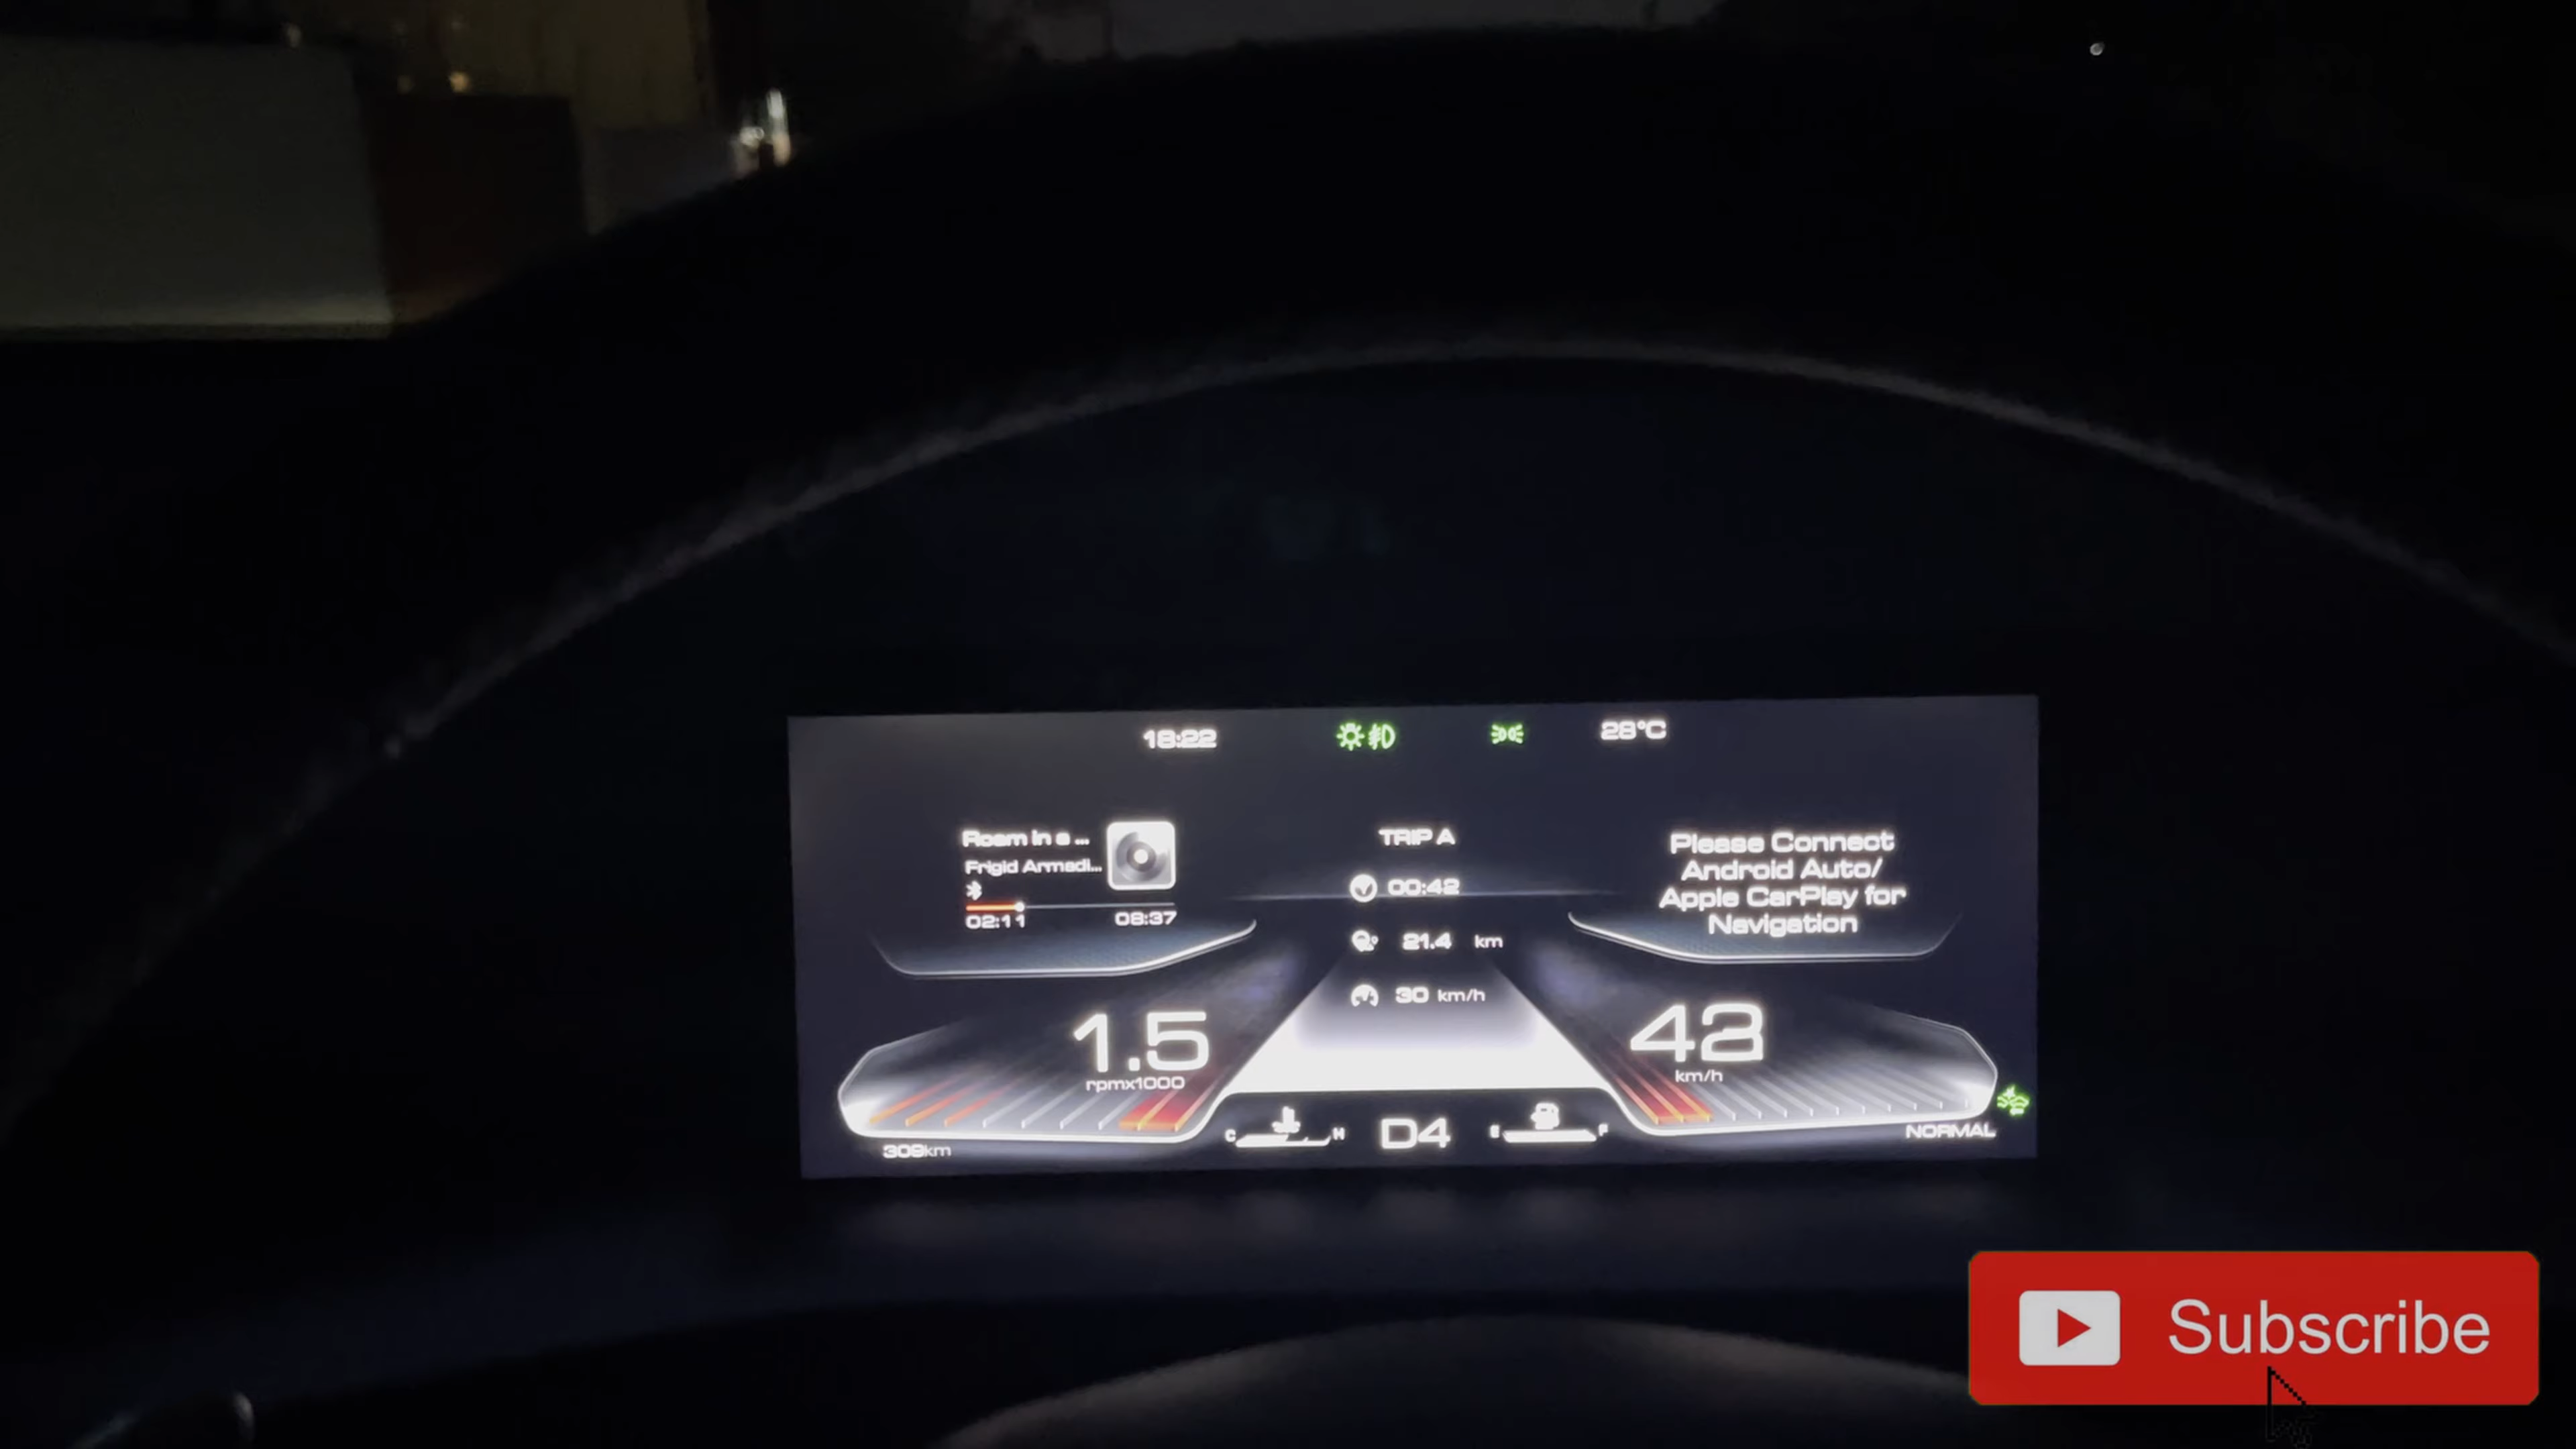 18:22
28°C
Roam in a ...
Frigid Armadi...
02:11 08:37
TRIP A
00:42
21.4 km
30 km/h
Please Connect
Android Auto/
Apple CarPlay for
Navigation
1.5
rpmx1000
43
km/h
C H
D4
E F
309km
NORMAL
Subscribe